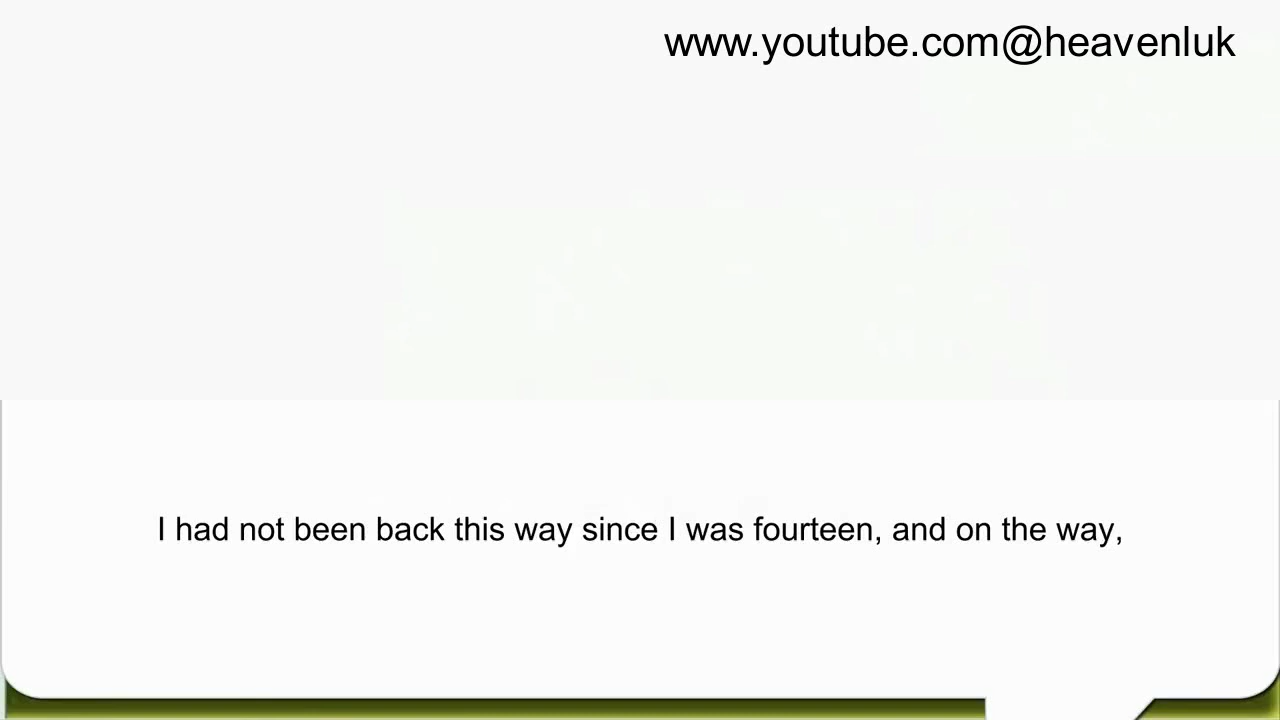 www.youtube.com@heavenluk
I had not been back this way since I was fourteen, and on the way,